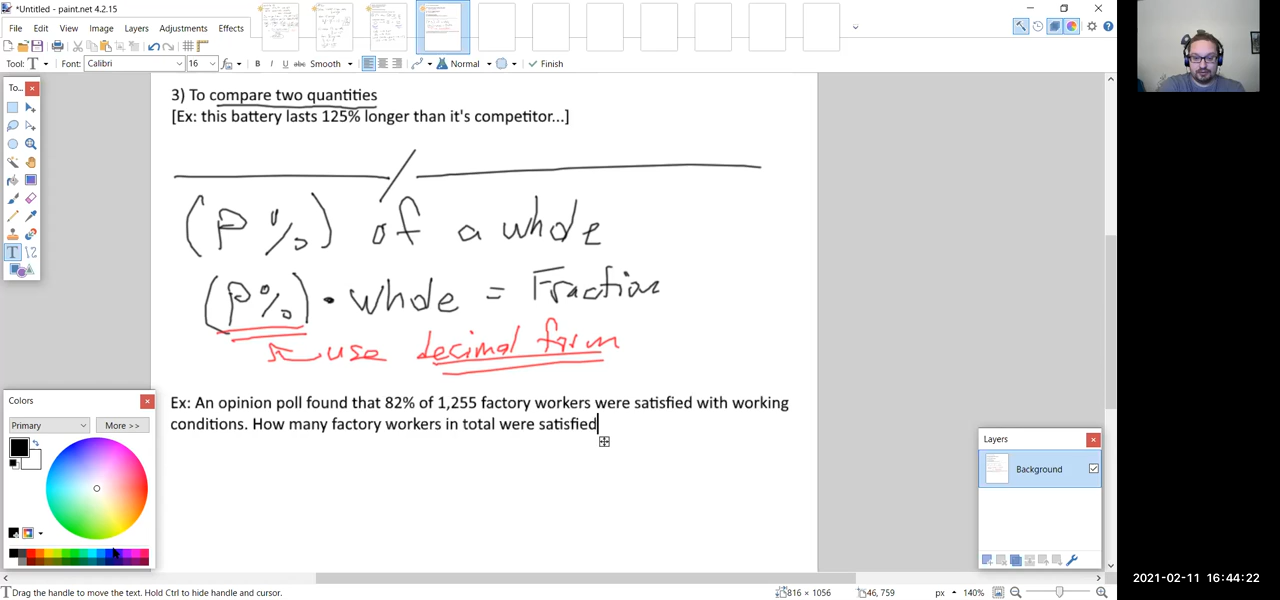 *Untitled - paint.net 4.2.15
File Edit View Image Layers Adjustments Effects
Tool: T Font: Calibri 16 fx B I U abc Smooth Normal Finish
To...
3) To compare two quantities
[Ex: this battery lasts 125% longer than it's competitor...]
(P%) of a whole
(P%) • whole = Fraction
use decimal form
Ex: An opinion poll found that 82% of 1,255 factory workers were satisfied with working
conditions. How many factory workers in total were satisfied
Colors
Primary More >>
Layers
Background
Drag the handle to move the text. Hold Ctrl to hide handle and cursor.
816 × 1056
46, 759
px
140%
2021-02-11 16:44:22